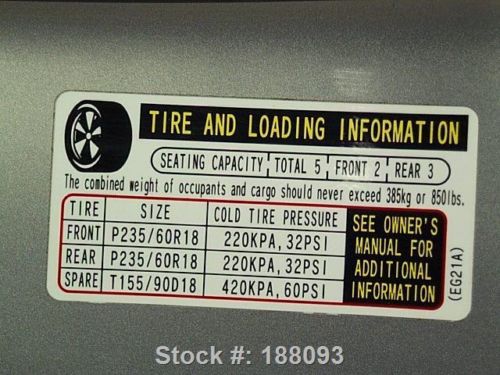 TIRE AND LOADING INFORMATION
SEATING CAPACITY TOTAL 5 FRONT 2 REAR 3
The combined weight of occupants and cargo should never exceed 385kg or 850lbs.
TIRE SIZE COLD TIRE PRESSURE
FRONT P235/60R18 220KPA, 32PSI
REAR P235/60R18 220KPA, 32PSI
SPARE T155/90D18 420KPA, 60PSI
SEE OWNER'S
MANUAL FOR
ADDITIONAL
INFORMATION
(EG21A)
Stock #: 188093